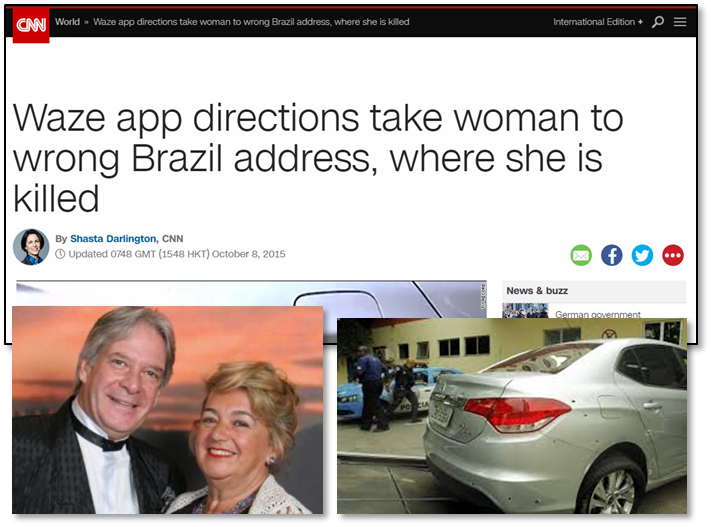 CNN World » Waze app directions take woman to wrong Brazil address, where she is killed International Edition +
Waze app directions take woman to
wrong Brazil address, where she is
killed
By Shasta Darlington, CNN
Updated 0748 GMT (1548 HKT) October 8, 2015
News & buzz
German government
POLICIA